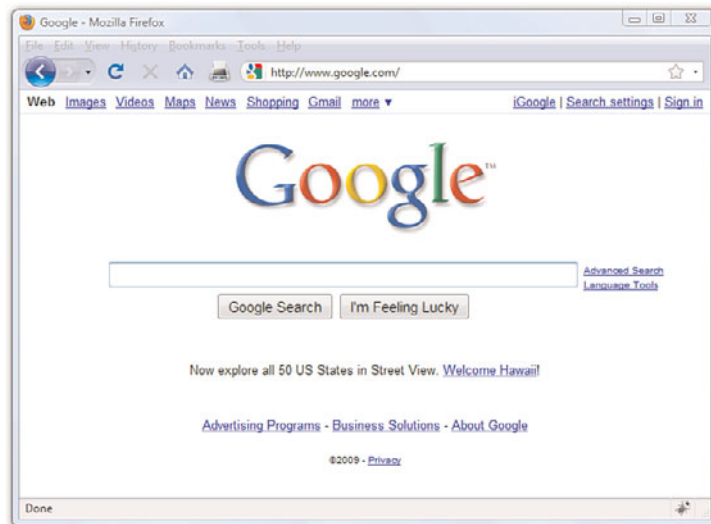 Google - Mozilla Firefox
File Edit View History Bookmarks Tools Help
http://www.google.com/
Web Images Videos Maps News Shopping Gmail more ▼ iGoogle | Search settings | Sign in
Google™
Advanced Search
Language Tools
Google Search I'm Feeling Lucky
Now explore all 50 US States in Street View. Welcome Hawaii!
Advertising Programs - Business Solutions - About Google
©2009 - Privacy
Done